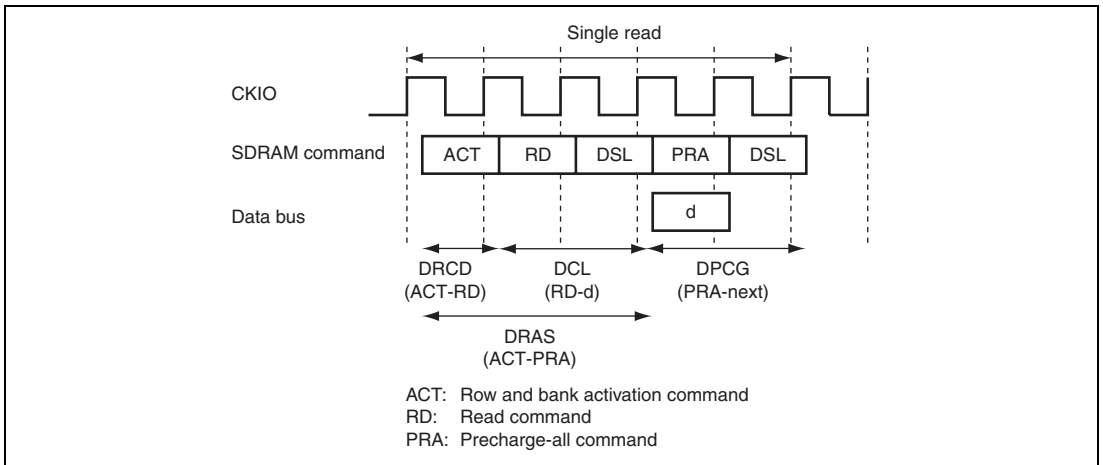 Single read
CKIO
SDRAM command ACT RD DSL PRA DSL
Data bus d
DRCD DCL DPCG
(ACT-RD) (RD-d) (PRA-next)
DRAS
(ACT-PRA)
ACT: Row and bank activation command
RD: Read command
PRA: Precharge-all command